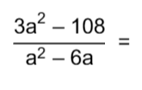 3a² – 108
a² – 6a
=